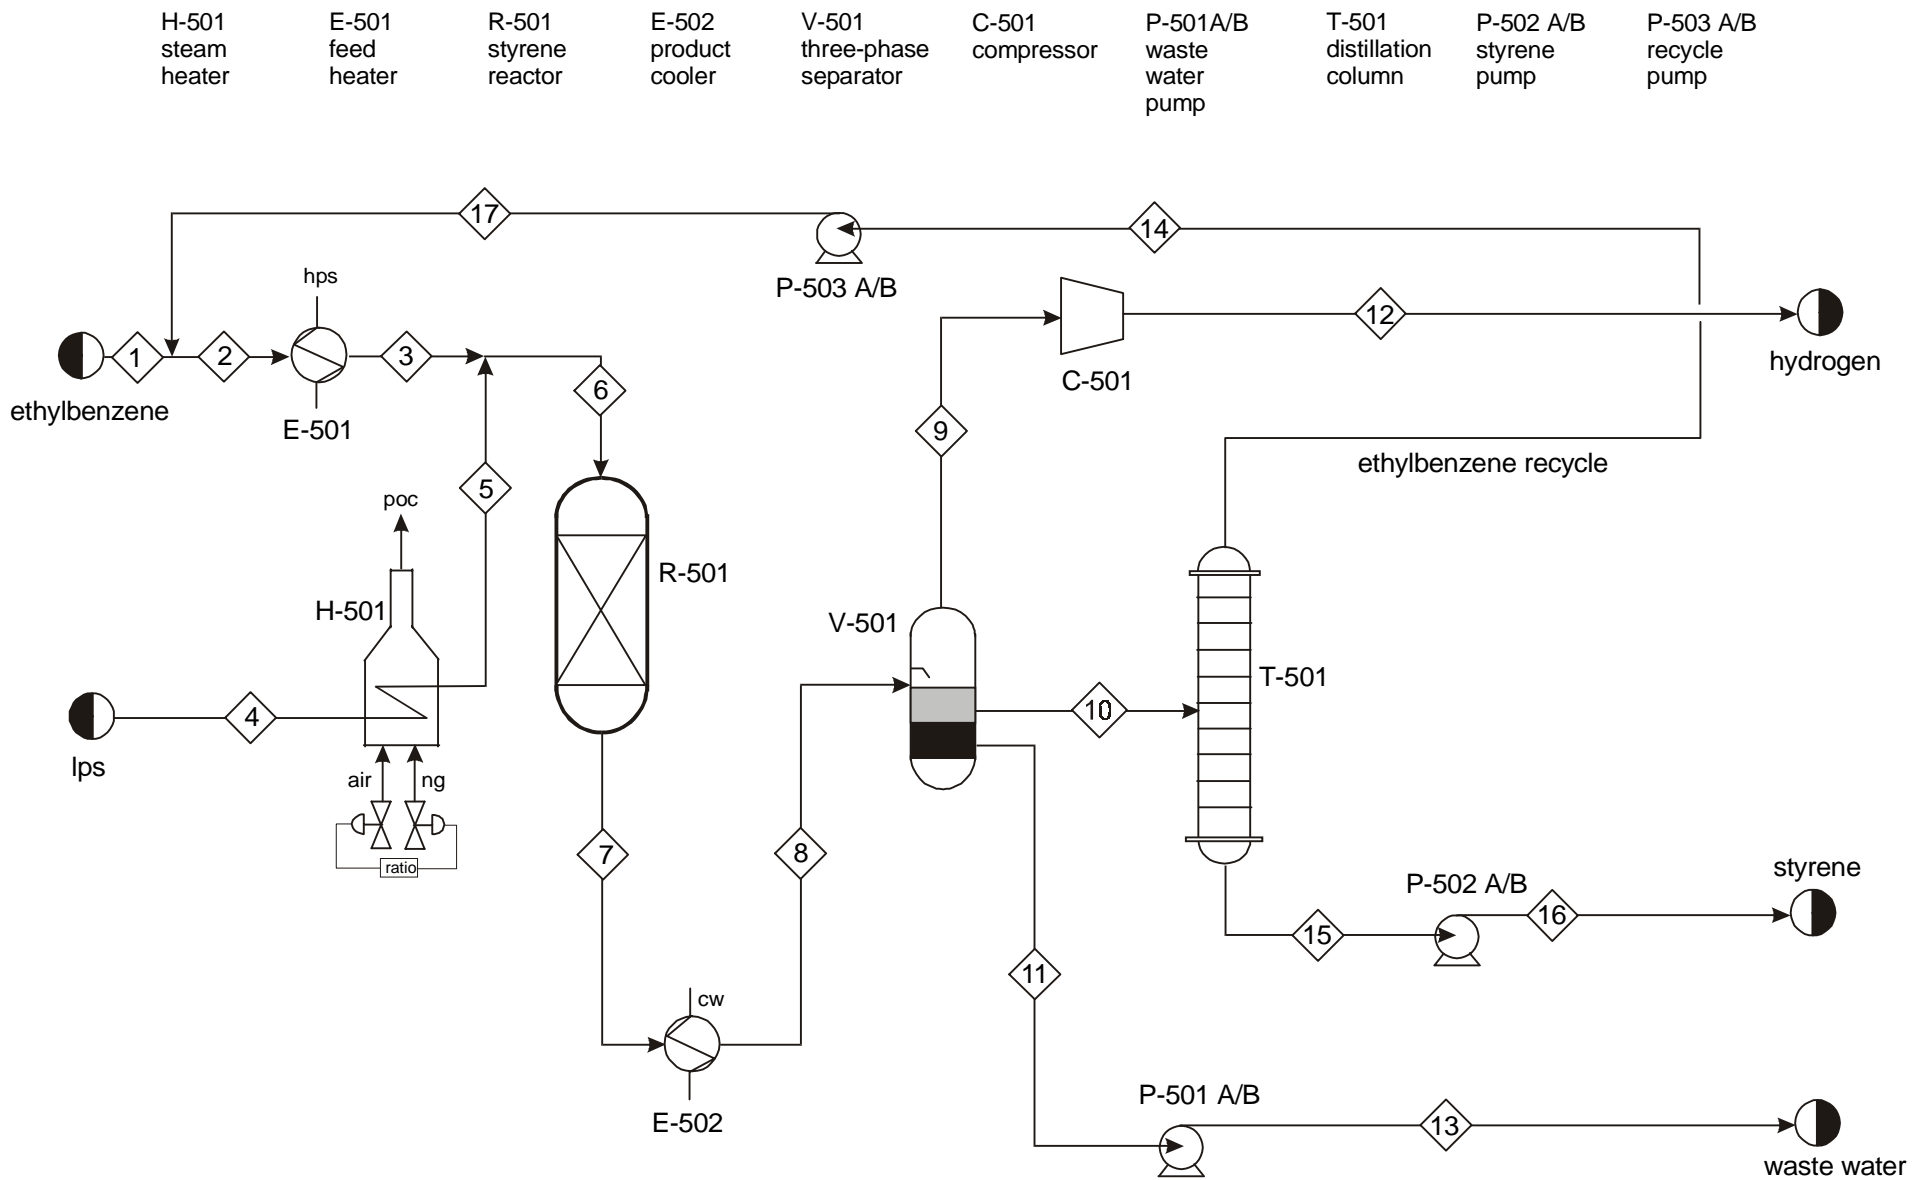 H-501
steam
heater
E-501
feed
heater
R-501
styrene
reactor
E-502
product
cooler
V-501
three-phase
separator
C-501
compressor
P-501A/B
waste
water
pump
T-501
distillation
column
P-502 A/B
styrene
pump
P-503 A/B
recycle
pump
17
14
P-503 A/B
hps
12
hydrogen
1
2
3
6
C-501
ethylbenzene
E-501
9
ethylbenzene recycle
5
poc
R-501
H-501
V-501
T-501
4
10
lps
air
ng
ratio
7
8
styrene
P-502 A/B
16
15
11
cw
E-502
P-501 A/B
13
waste water